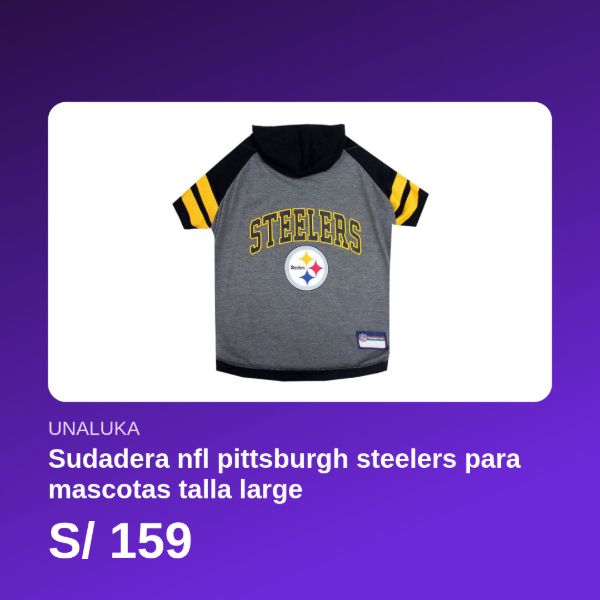 STEELERS
Steelers
UNALUKA
Sudadera nfl pittsburgh steelers para
mascotas talla large
S/ 159